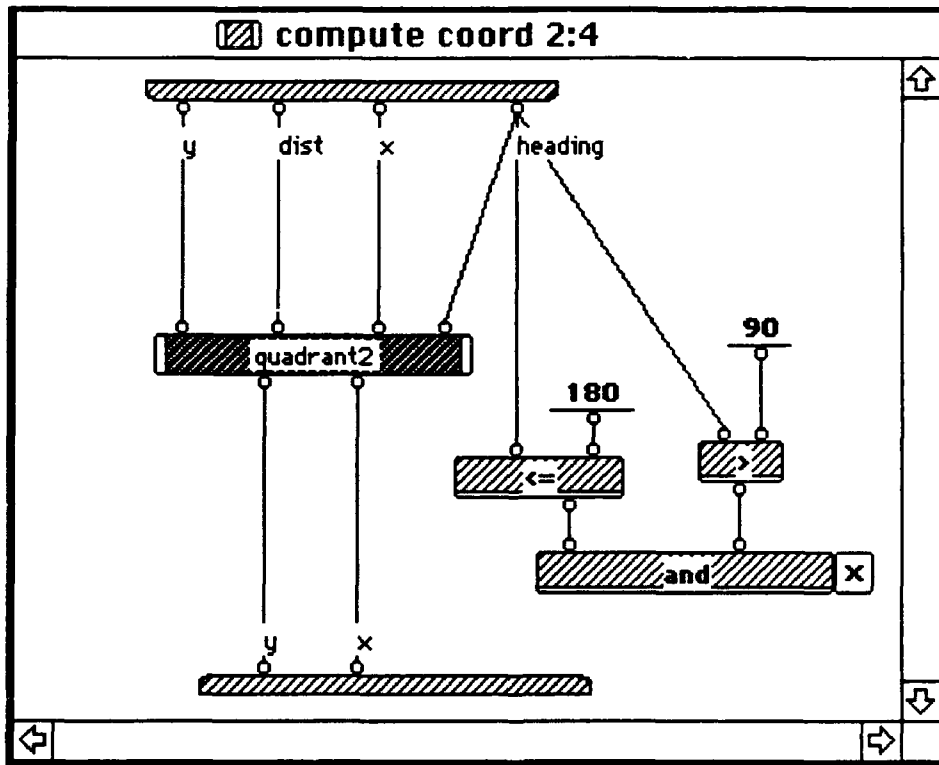 compute coord 2:4
y dist x heading
90
quadrant2
180
>
<=
and x
y x